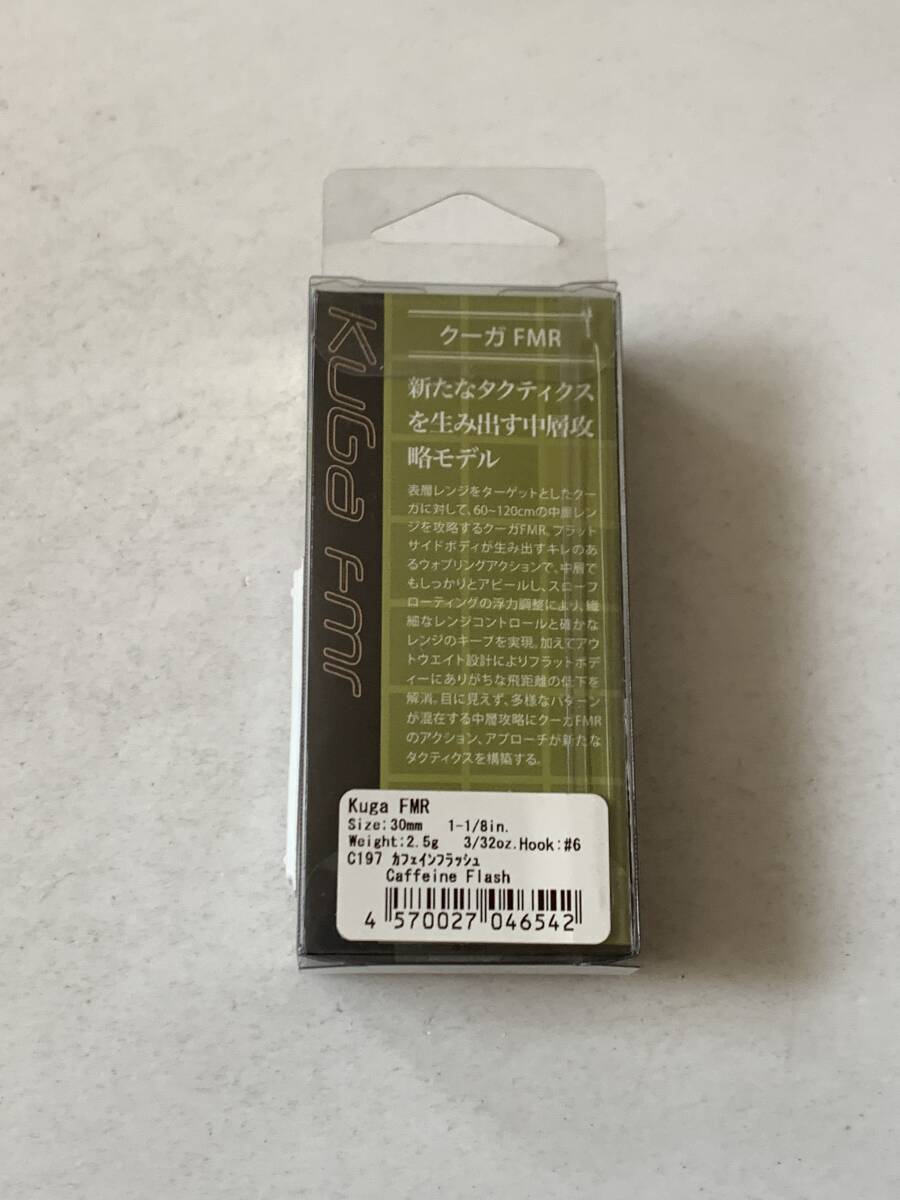 KUGa FMR
クーガ FMR
新たなタクティクス
を生み出す中層攻
略モデル
表層レンジをターゲットとしたクー
ガに対して、60~120cmの中層レン
ジを攻略するクーガFMR。フラット
サイドボディが生み出すキレのあ
るウォブリングアクションで、中層で
もしっかりとアピールし、スローフ
ローティングの浮力調整により、繊
細なレンジコントロールと確かな
レンジのキープを実現。加えてアウ
トウエイト設計によりフラットボデ
ィーにありがちな飛距離の低下を
解消。目に見えず、多様なパターン
が混在する中層攻略にクーガFMR
のアクション、アプローチが新たな
タクティクスを構築する。
Kuga FMR
Size:30mm 1-1/8in.
Weight:2.5g 3/32oz.Hook:#6
C197 カフェインフラッシュ
Caffeine Flash
4 570027 046542